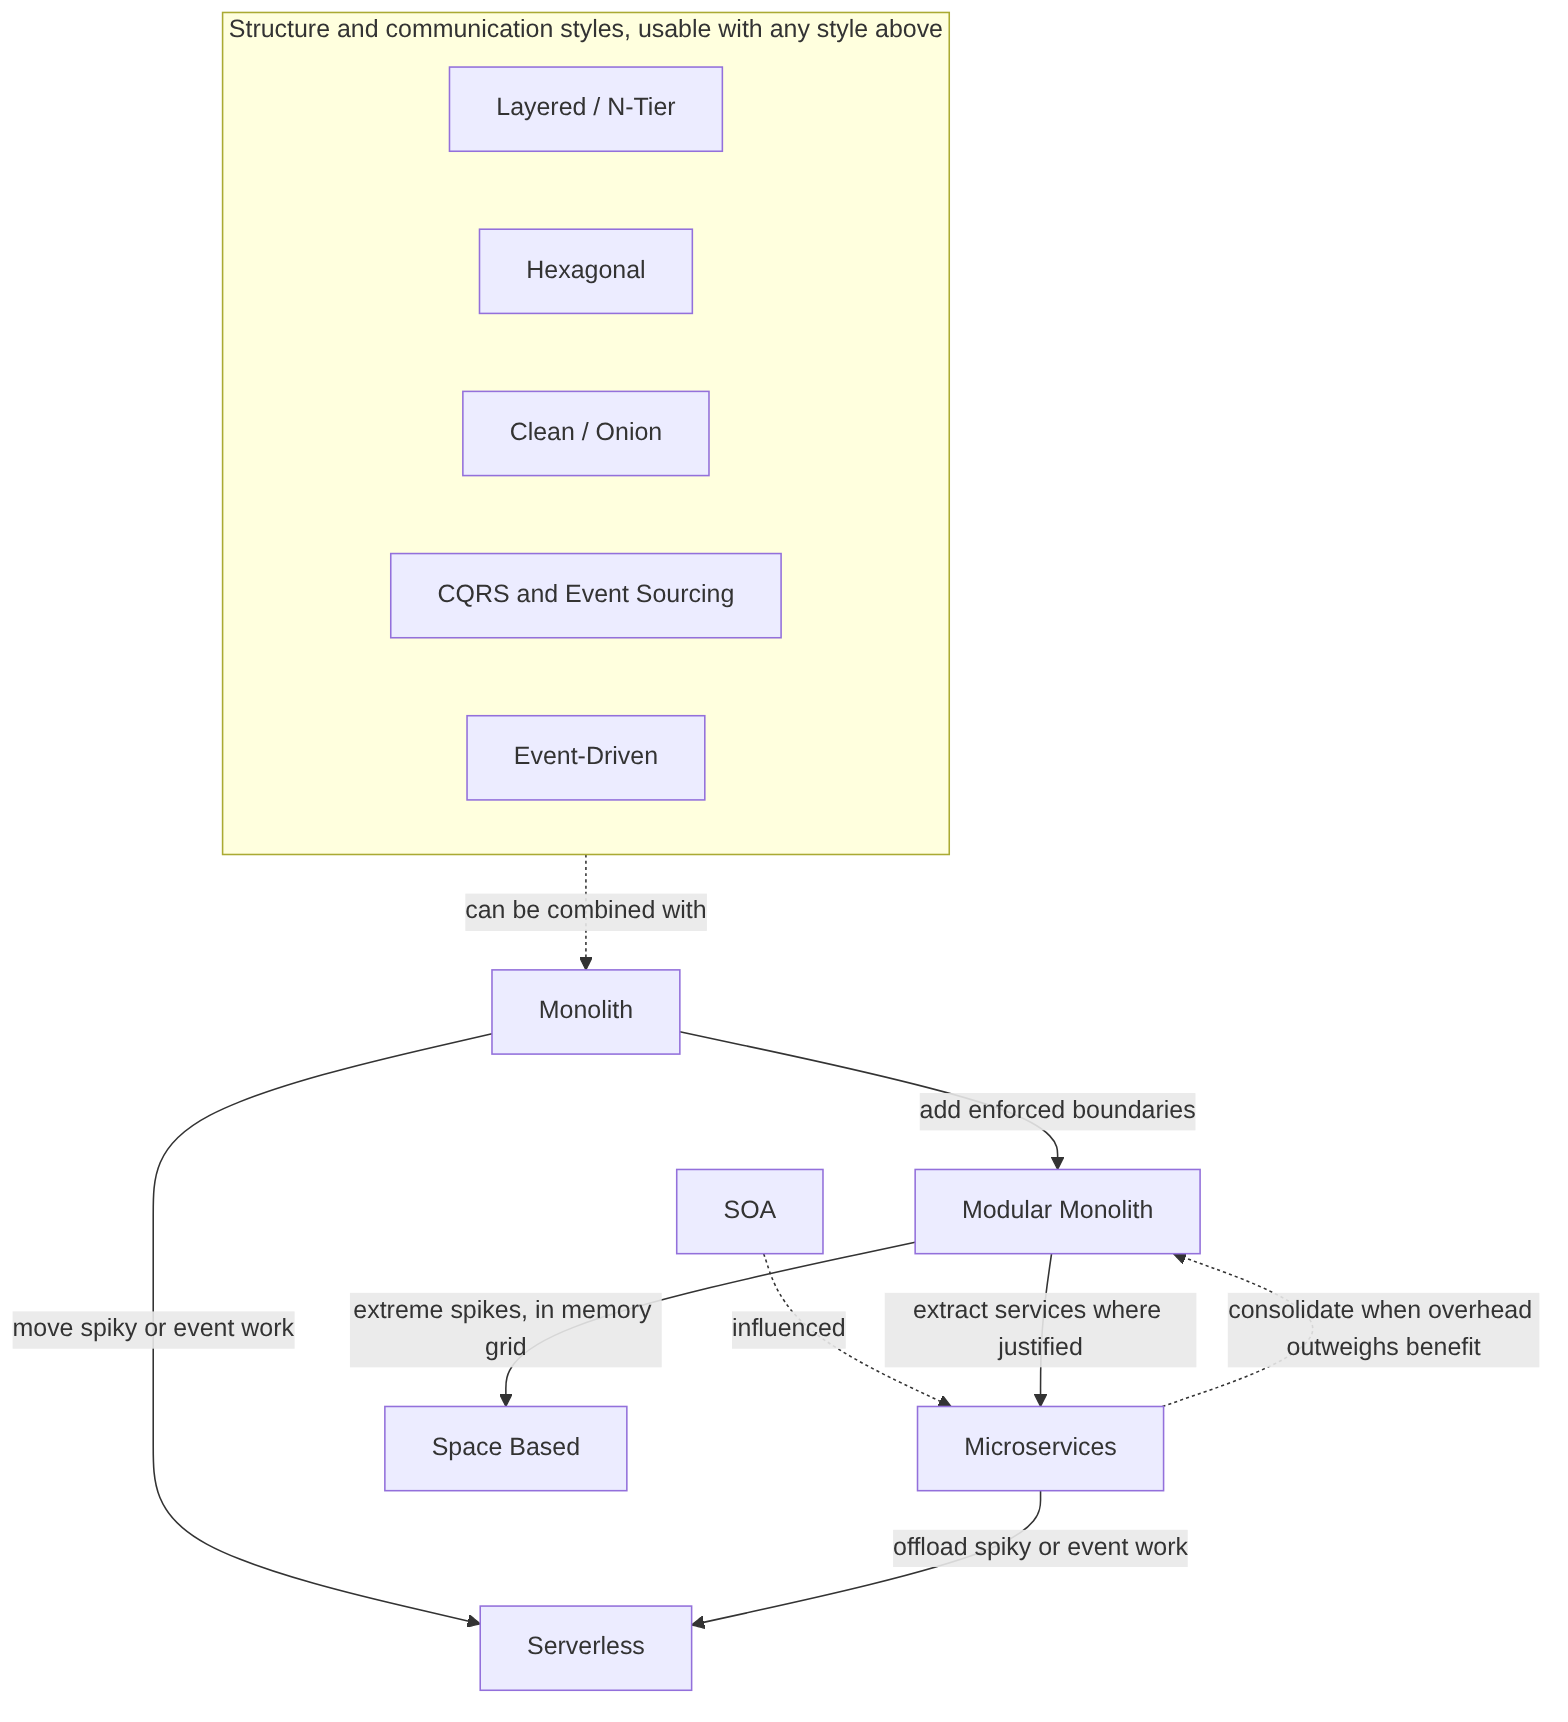 Structure and communication styles, usable with any style above
Layered / N-Tier
Hexagonal
Clean / Onion
CQRS and Event Sourcing
Event-Driven
can be combined with
Monolith
add enforced boundaries
SOA
Modular Monolith
move spiky or event work
extreme spikes, in memory
grid
influenced
extract services where
justified
consolidate when overhead
outweighs benefit
Space Based
Microservices
offload spiky or event work
Serverless